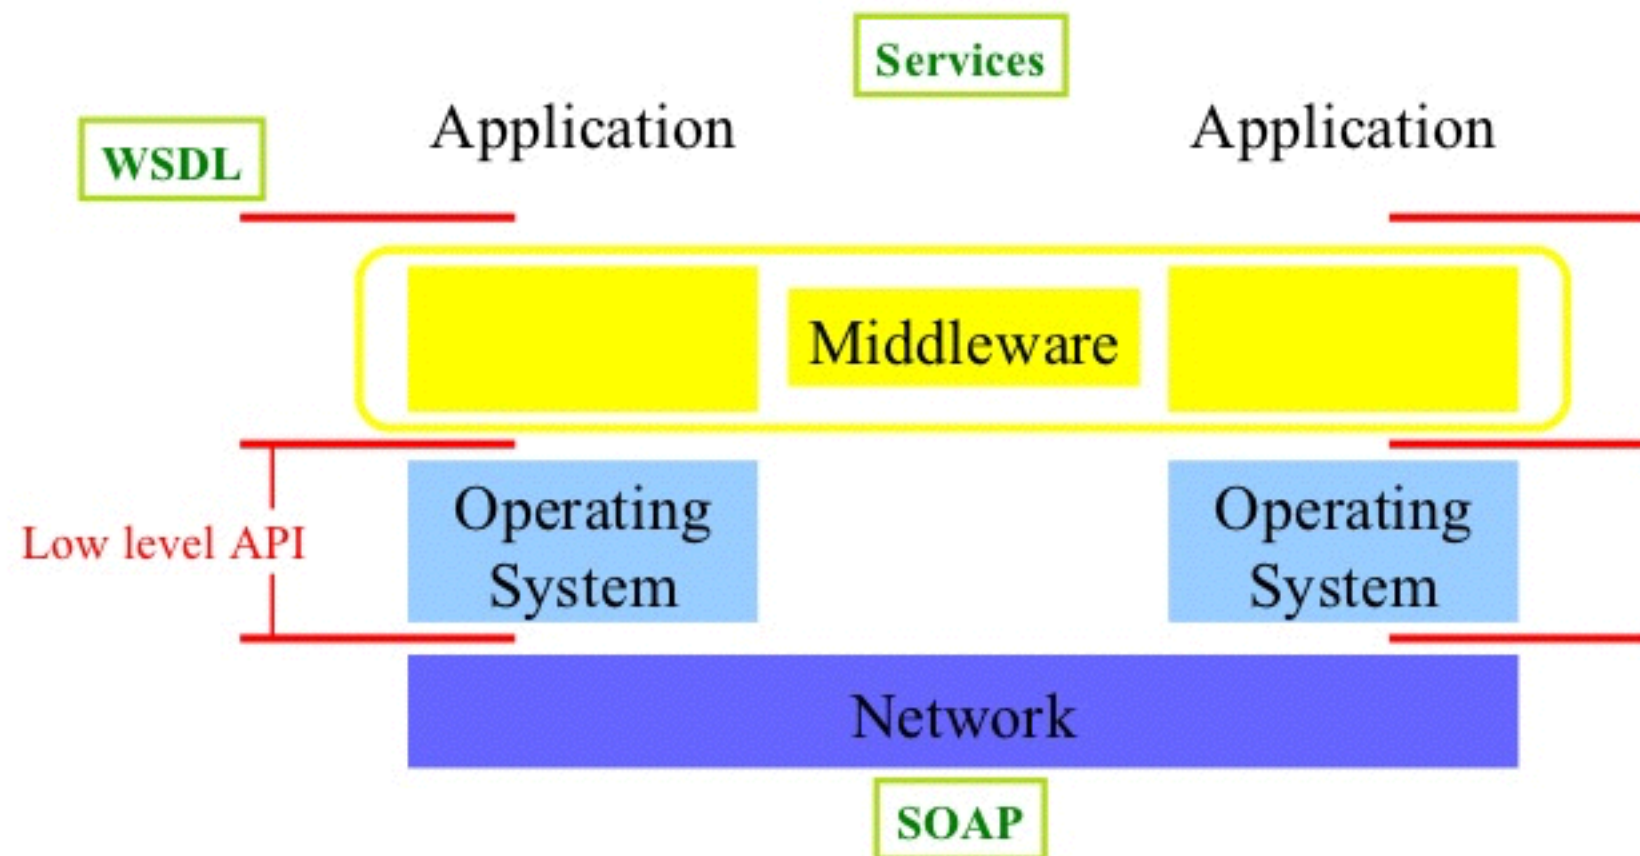 Services
Application
Application
WSDL
Middleware
Operating
System
Operating
System
Low level API
Network
SOAP